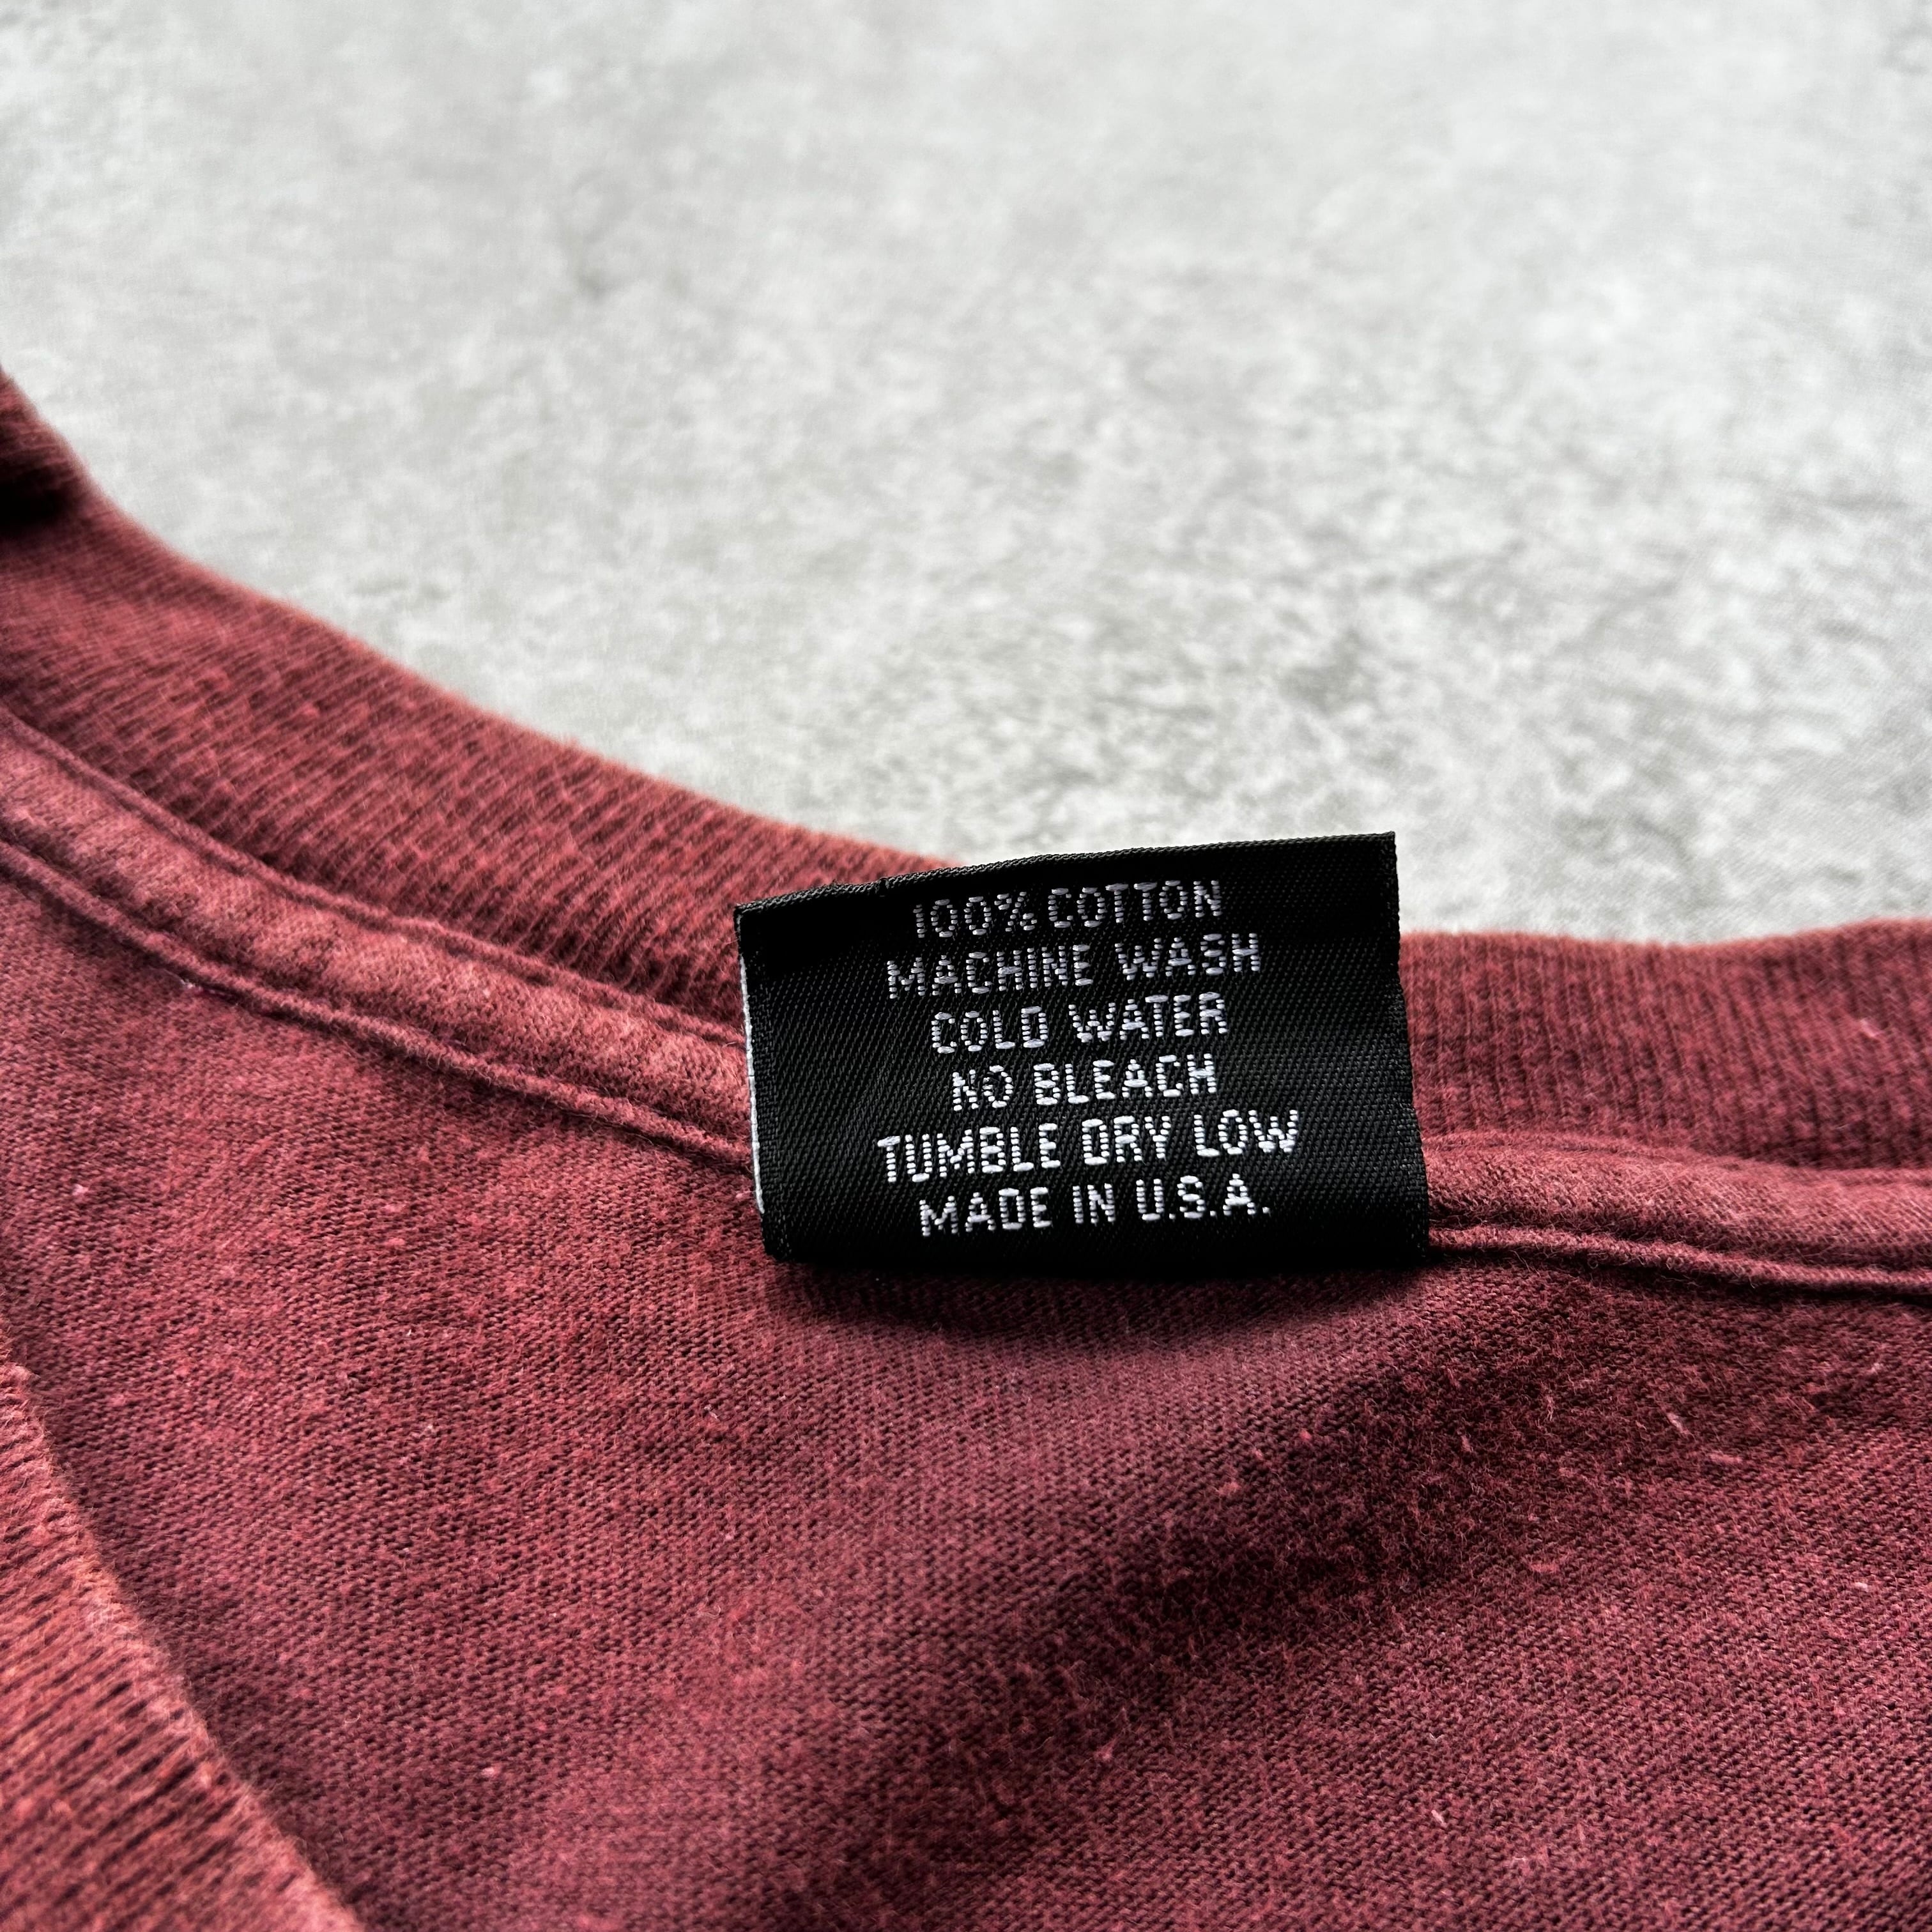 100% COTTON
MACHINE WASH
COLD WATER
NO BLEACH
TUMBLE DRY LOW
MADE IN U.S.A.